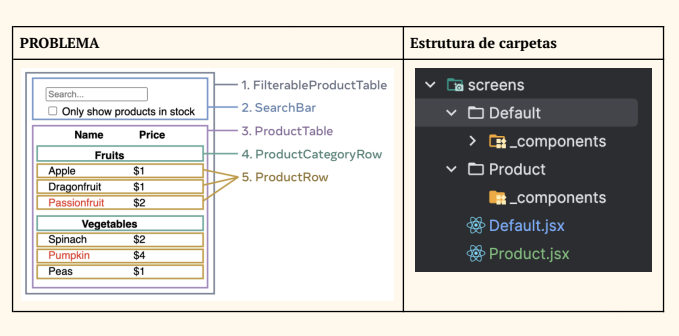 PROBLEMA
Estrutura de carpetas
Search...
Only show products in stock
Name Price
Fruits
Apple $1
Dragonfruit $1
Passionfruit $2
Vegetables
Spinach $2
Pumpkin $4
Peas $1
1. FilterableProductTable
2. SearchBar
3. ProductTable
4. ProductCategoryRow
5. ProductRow
screens
Default
_components
Product
_components
Default.jsx
Product.jsx